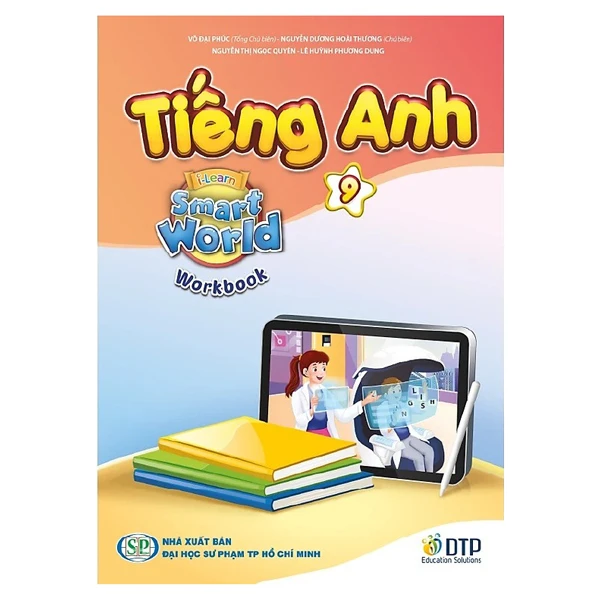 VÕ ĐẠI PHÚC (Tổng Chủ biên) - NGUYỄN DƯƠNG HOÀI THƯƠNG (Chủ biên)
NGUYỄN THỊ NGỌC QUYÊN - LÊ HUỲNH PHƯƠNG DUNG
Tiếng Anh
9
i-Learn
Smart
World
Workbook
L I
N G S H
SP
NHÀ XUẤT BẢN
ĐẠI HỌC SƯ PHẠM TP HỒ CHÍ MINH
DTP
Education Solutions